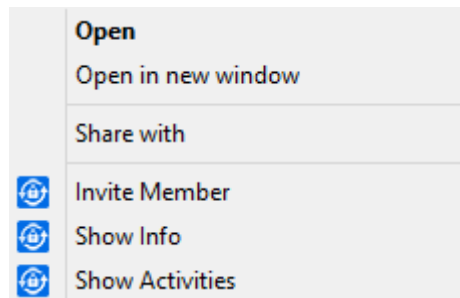 Open
Open in new window
Share with
Invite Member
Show Info
Show Activities